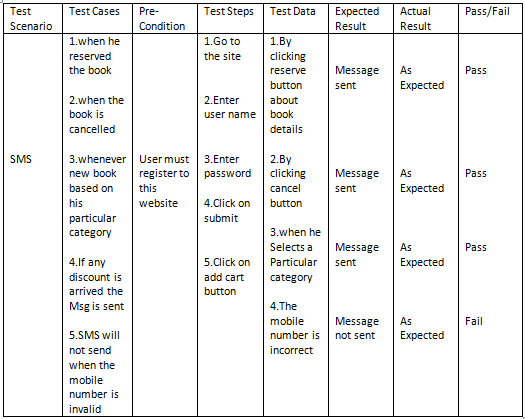 Test Scenario
Test Cases
Pre-Condition
Test Steps
Test Data
Expected Result
Actual Result
Pass/Fail
SMS
1.when he
reserved
the book
2.when the
book is
cancelled
3.whenever
new book
based on
his
particular
category
4.If any
discount is
arrived the
Msg is sent
5.SMS will
not send
when the
mobile
number is
invalid
User must
register to
this
website
1.Go to
the site
2.Enter
user name
3.Enter
password
4.Click on
submit
5.Click on
add cart
button
1.By
clicking
reserve
button
about
book
details
2.By
clicking
cancel
button
3.when he
Selects a
Particular
category
4.The
mobile
number is
incorrect
Message
sent
Message
sent
Message
sent
Message
not sent
As
Expected
As
Expected
As
Expected
As
Expected
Pass
Pass
Pass
Fail